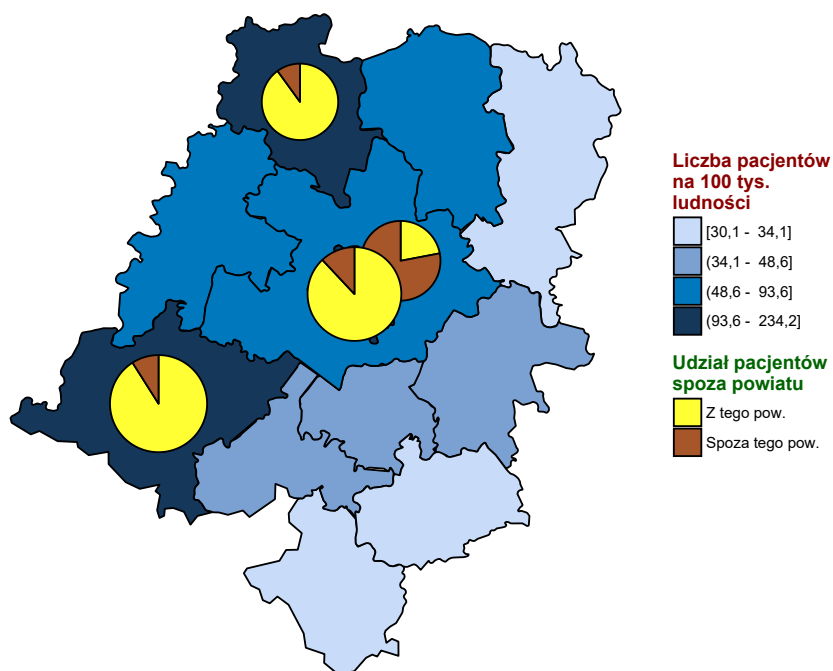 Liczba pacjentów
na 100 tys.
ludności
[30,1 - 34,1]
(34,1 - 48,6]
(48,6 - 93,6]
(93,6 - 234,2]
Udział pacjentów
spoza powiatu
Z tego pow.
Spoza tego pow.